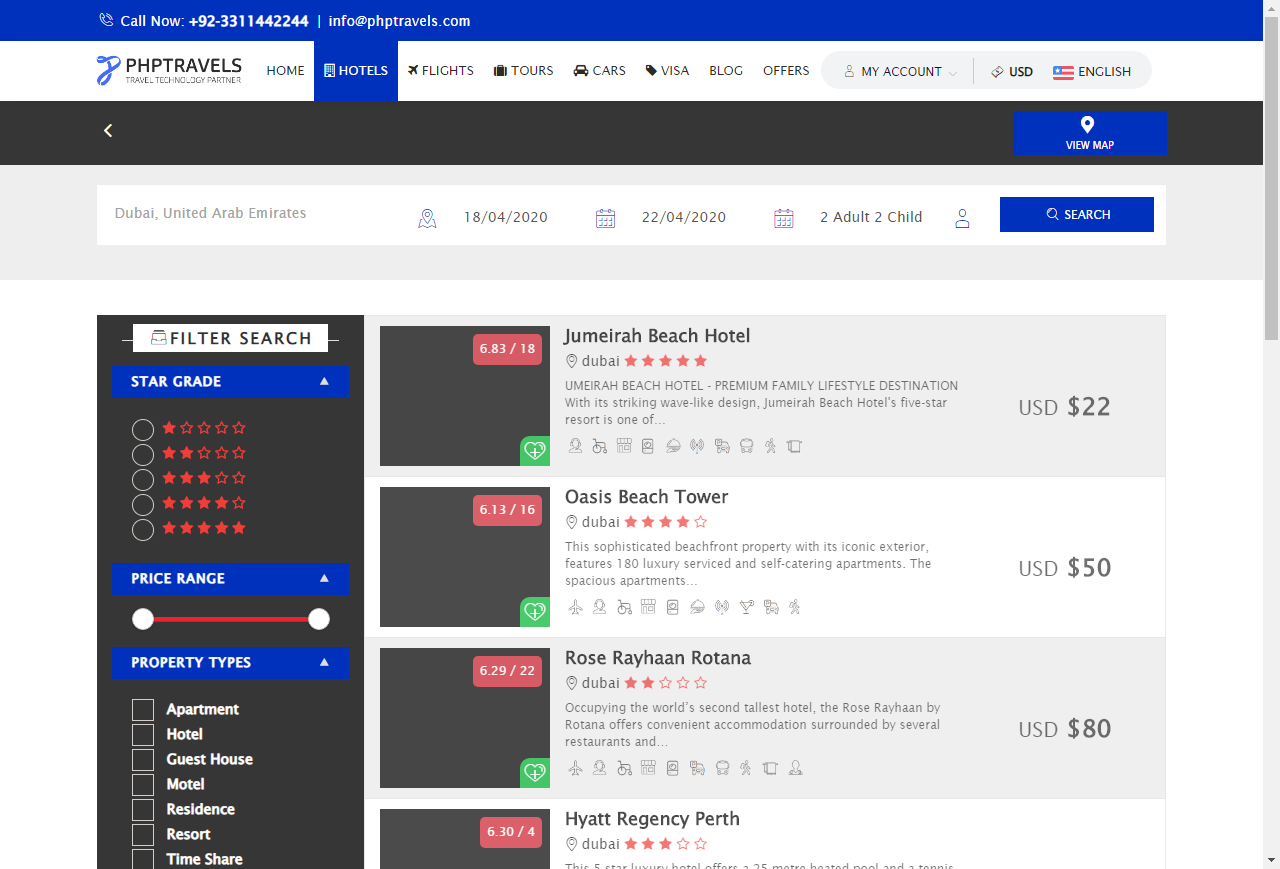 Call Now: +92-3311442244 | info@phptravels.com
PHPTRAVELS
TRAVEL TECHNOLOGY PARTNER
HOME HOTELS FLIGHTS TOURS CARS VISA BLOG OFFERS MY ACCOUNT USD ENGLISH
VIEW MAP
Dubai, United Arab Emirates 18/04/2020 22/04/2020 2 Adult 2 Child SEARCH
FILTER SEARCH
STAR GRADE
PRICE RANGE
PROPERTY TYPES
Apartment
Hotel
Guest House
Motel
Residence
Resort
Time Share
6.83 / 18
Jumeirah Beach Hotel
dubai
UMEIRAH BEACH HOTEL - PREMIUM FAMILY LIFESTYLE DESTINATION
With its striking wave-like design, Jumeirah Beach Hotel's five-star
resort is one of...
USD $22
6.13 / 16
Oasis Beach Tower
dubai
This sophisticated beachfront property with its iconic exterior,
features 180 luxury serviced and self-catering apartments. The
spacious apartments...
USD $50
6.29 / 22
Rose Rayhaan Rotana
dubai
Occupying the world’s second tallest hotel, the Rose Rayhaan by
Rotana offers convenient accommodation surrounded by several
restaurants and...
USD $80
6.30 / 4
Hyatt Regency Perth
dubai
This 5-star luxury hotel offers a 25-metre heated pool and a tennis